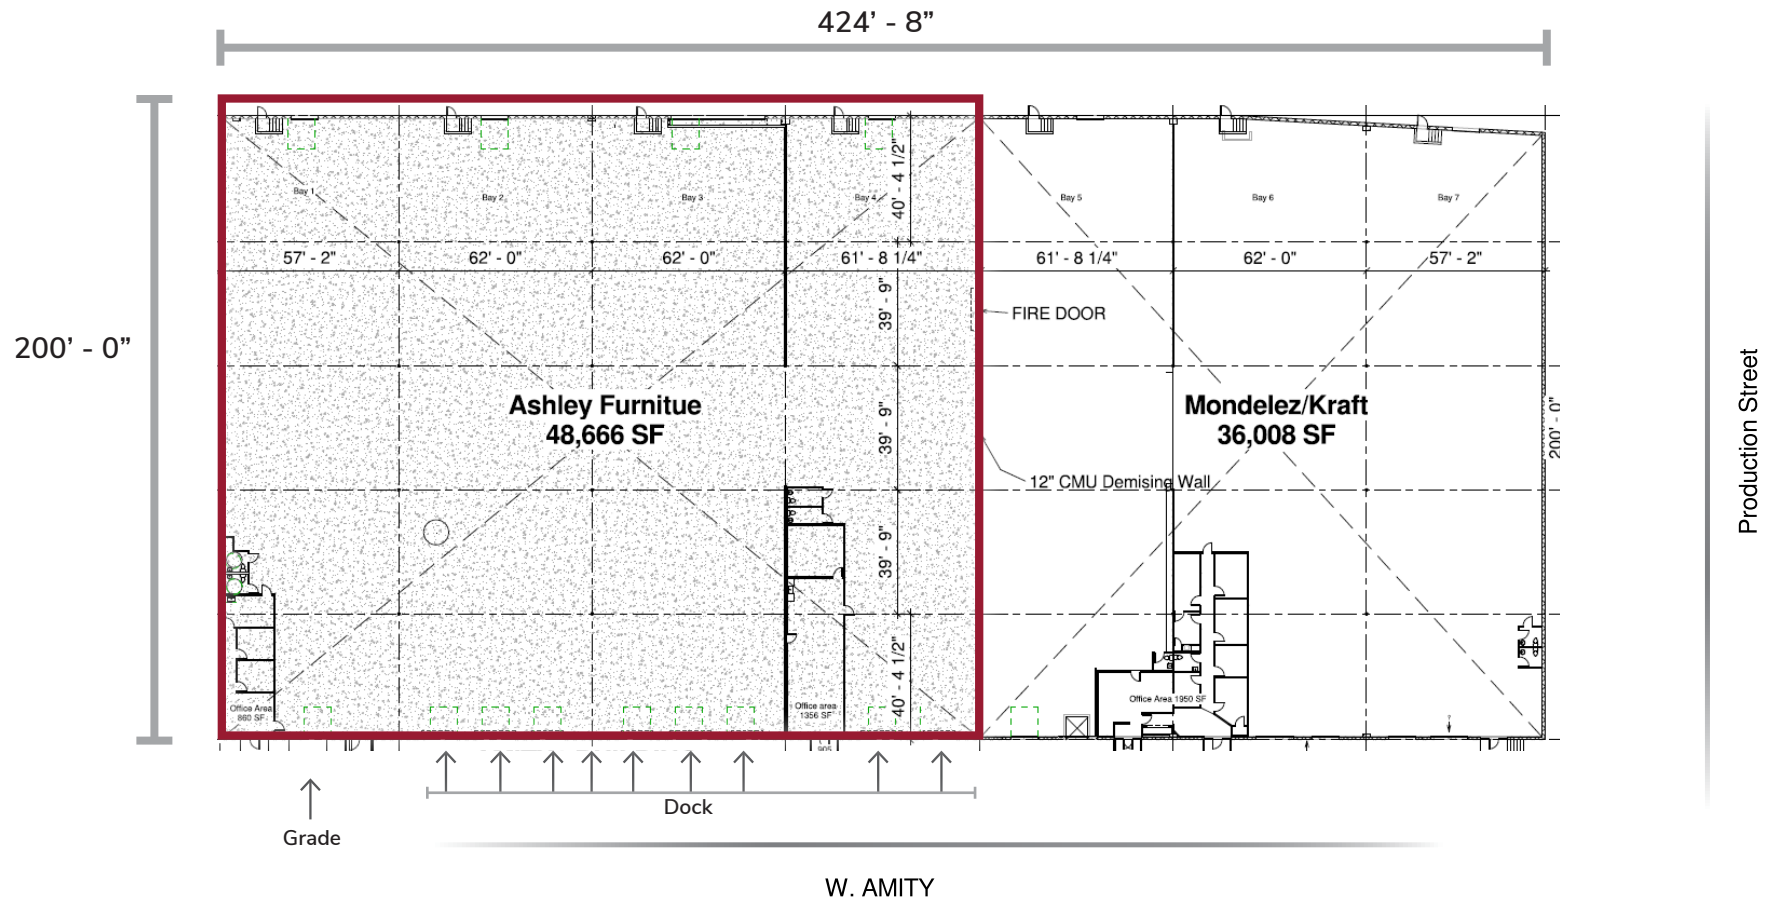 424’ - 8”
200’ - 0”
Bay 1
Bay 2
Bay 3
Bay 4
Bay 5
Bay 6
Bay 7
40' - 4 1/2"
57' - 2"
62' - 0"
62' - 0"
61' - 8 1/4"
61' - 8 1/4"
62' - 0"
57' - 2"
39' - 9"
FIRE DOOR
Ashley Furnitue
48,666 SF
39' - 9"
Mondelez/Kraft
36,008 SF
200' - 0"
Production Street
12" CMU Demising Wall
39' - 9"
40' - 4 1/2"
Office Area
860 SF
Office area
1356 SF
Office Area 1950 SF
905
Dock
Grade
W. AMITY